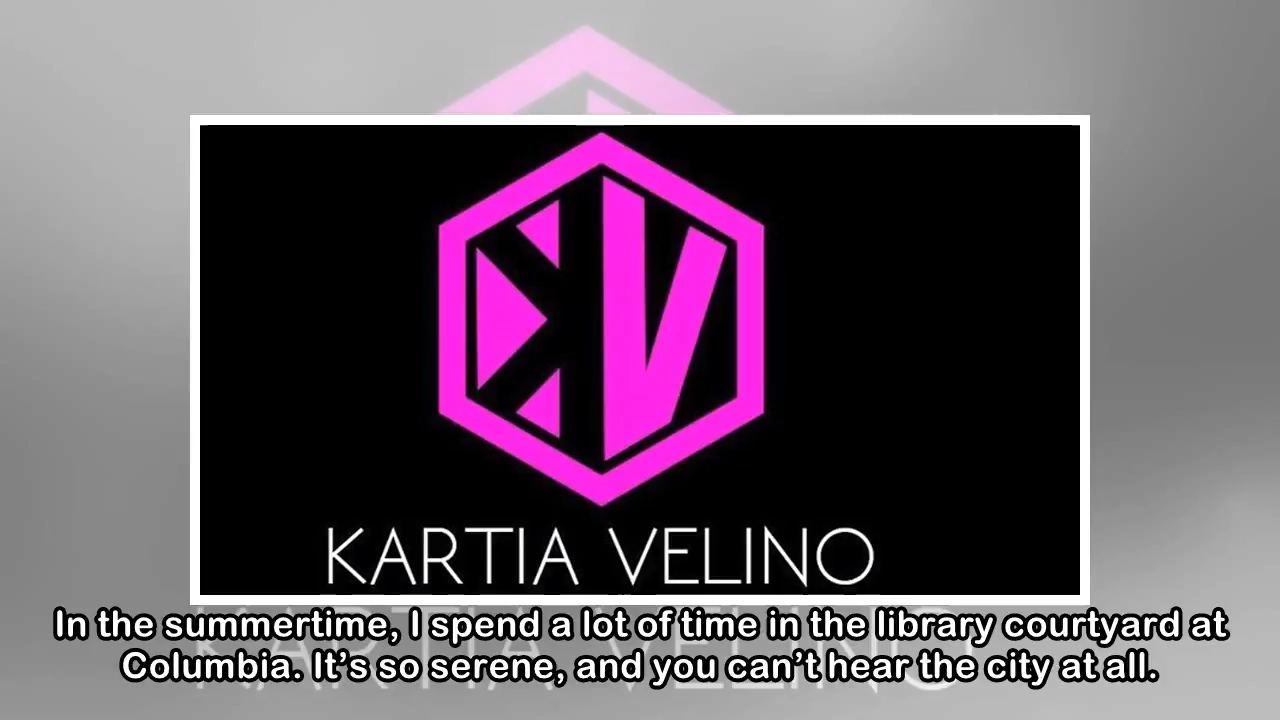 KV
KARTIA VELINO
In the summertime, I spend a lot of time in the library courtyard at
Columbia. It’s so serene, and you can’t hear the city at all.